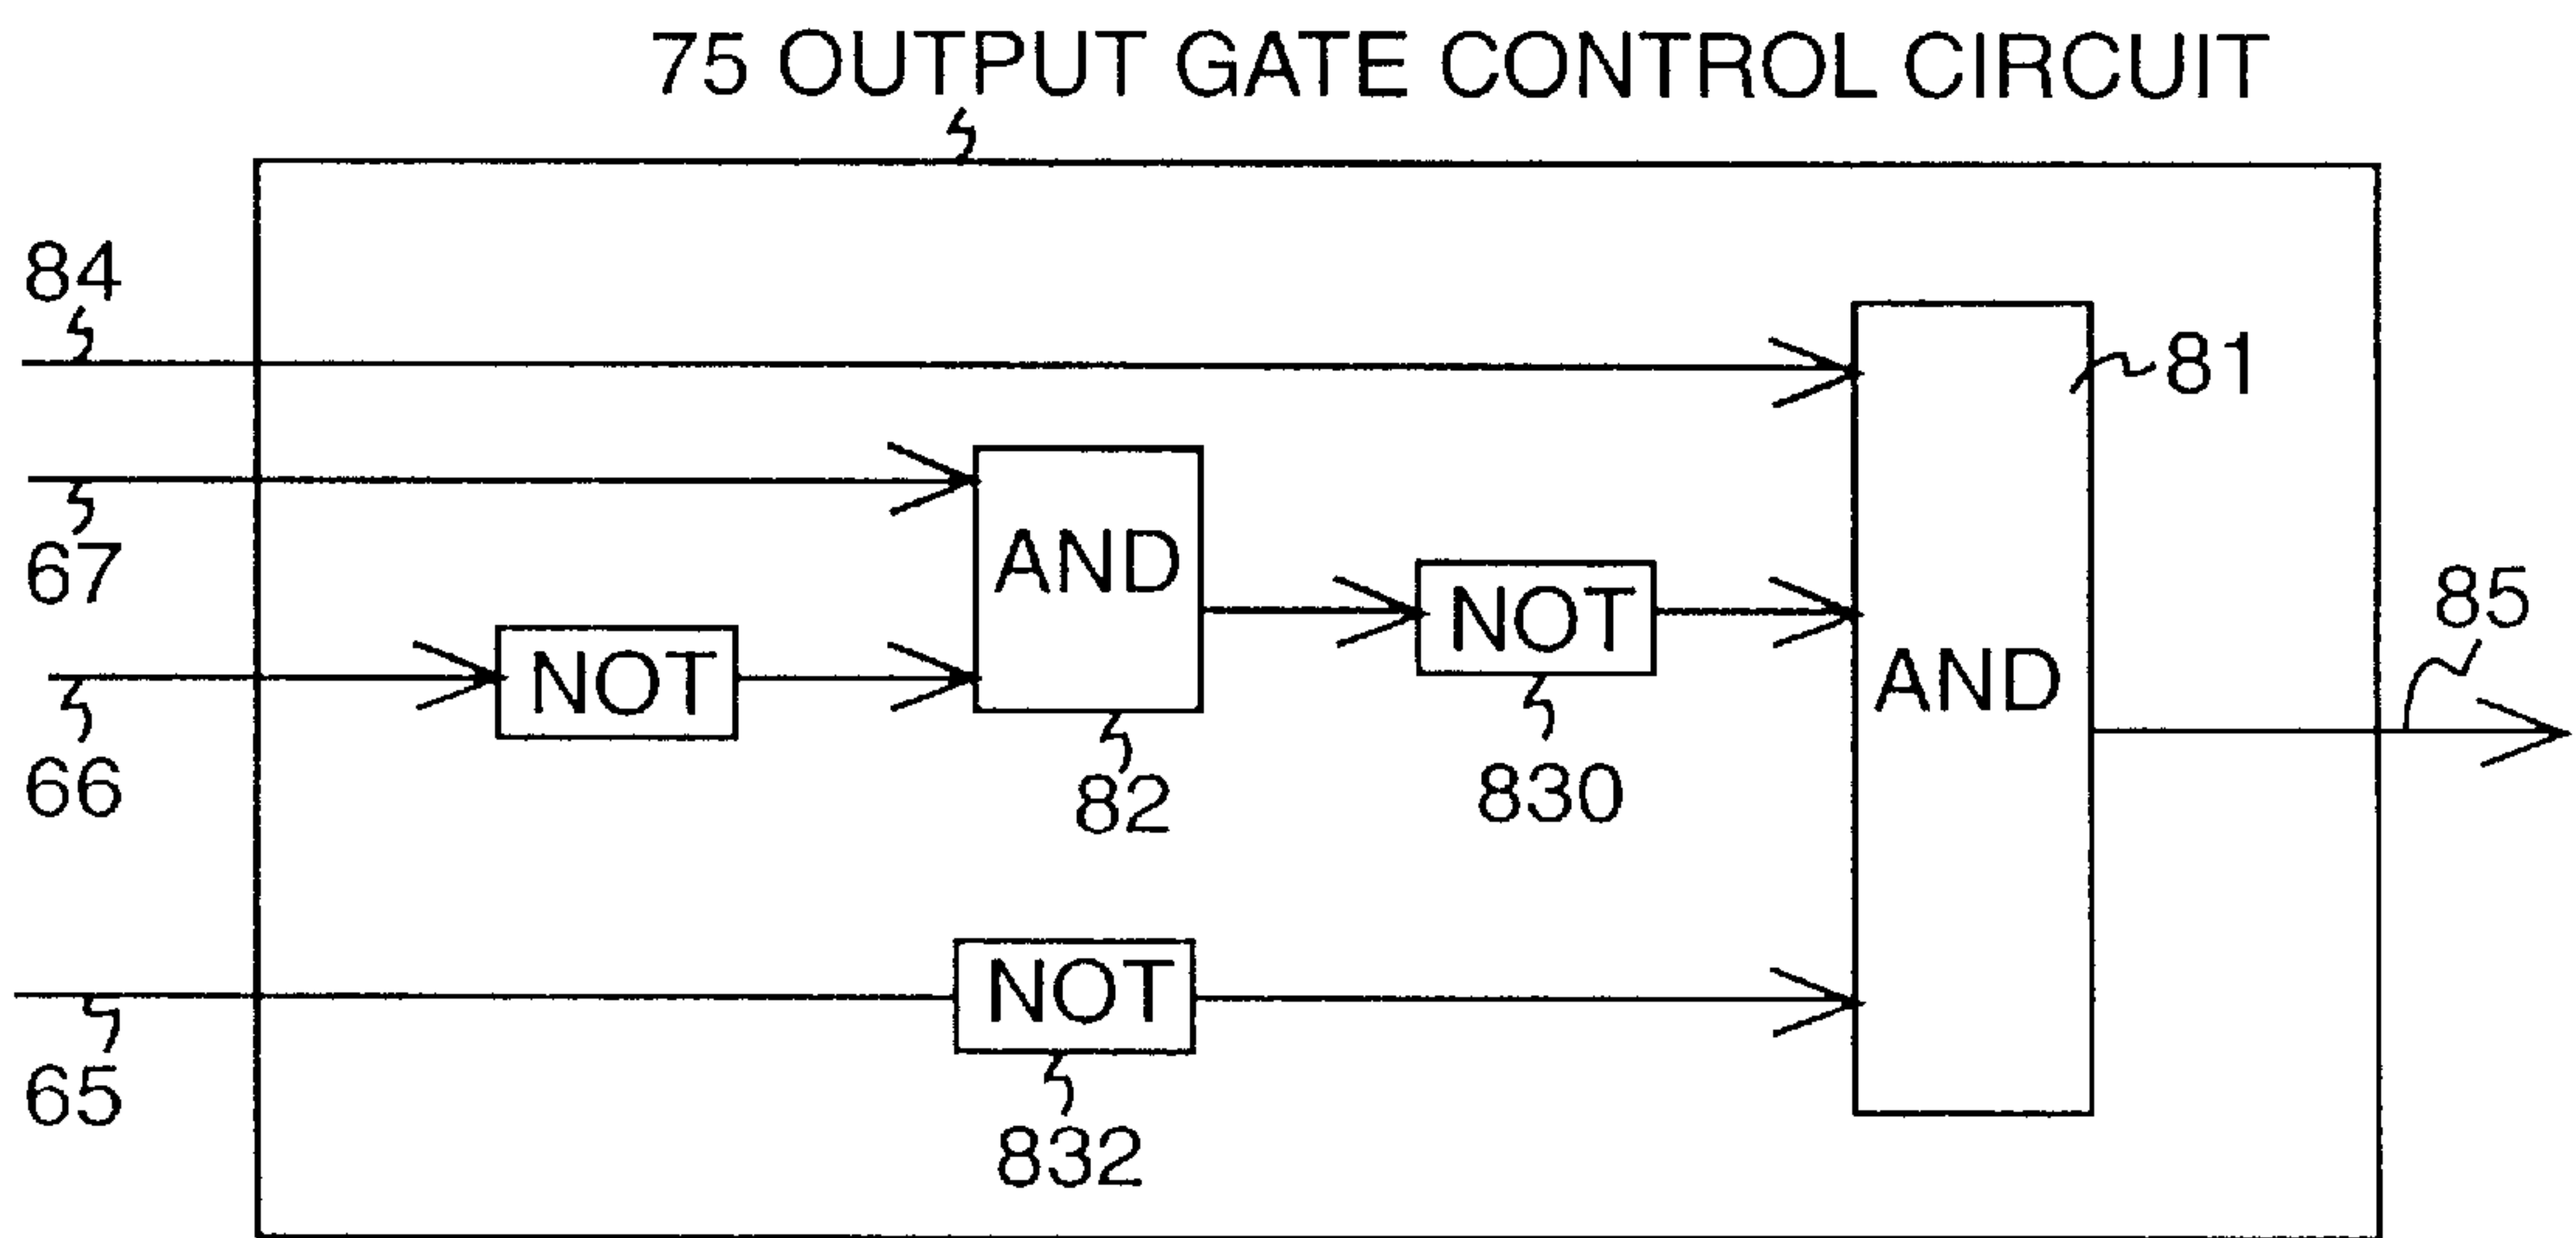 75 OUTPUT GATE CONTROL CIRCUIT
84
81
67
AND
NOT
85
66
NOT
82
830
AND
65
NOT
832